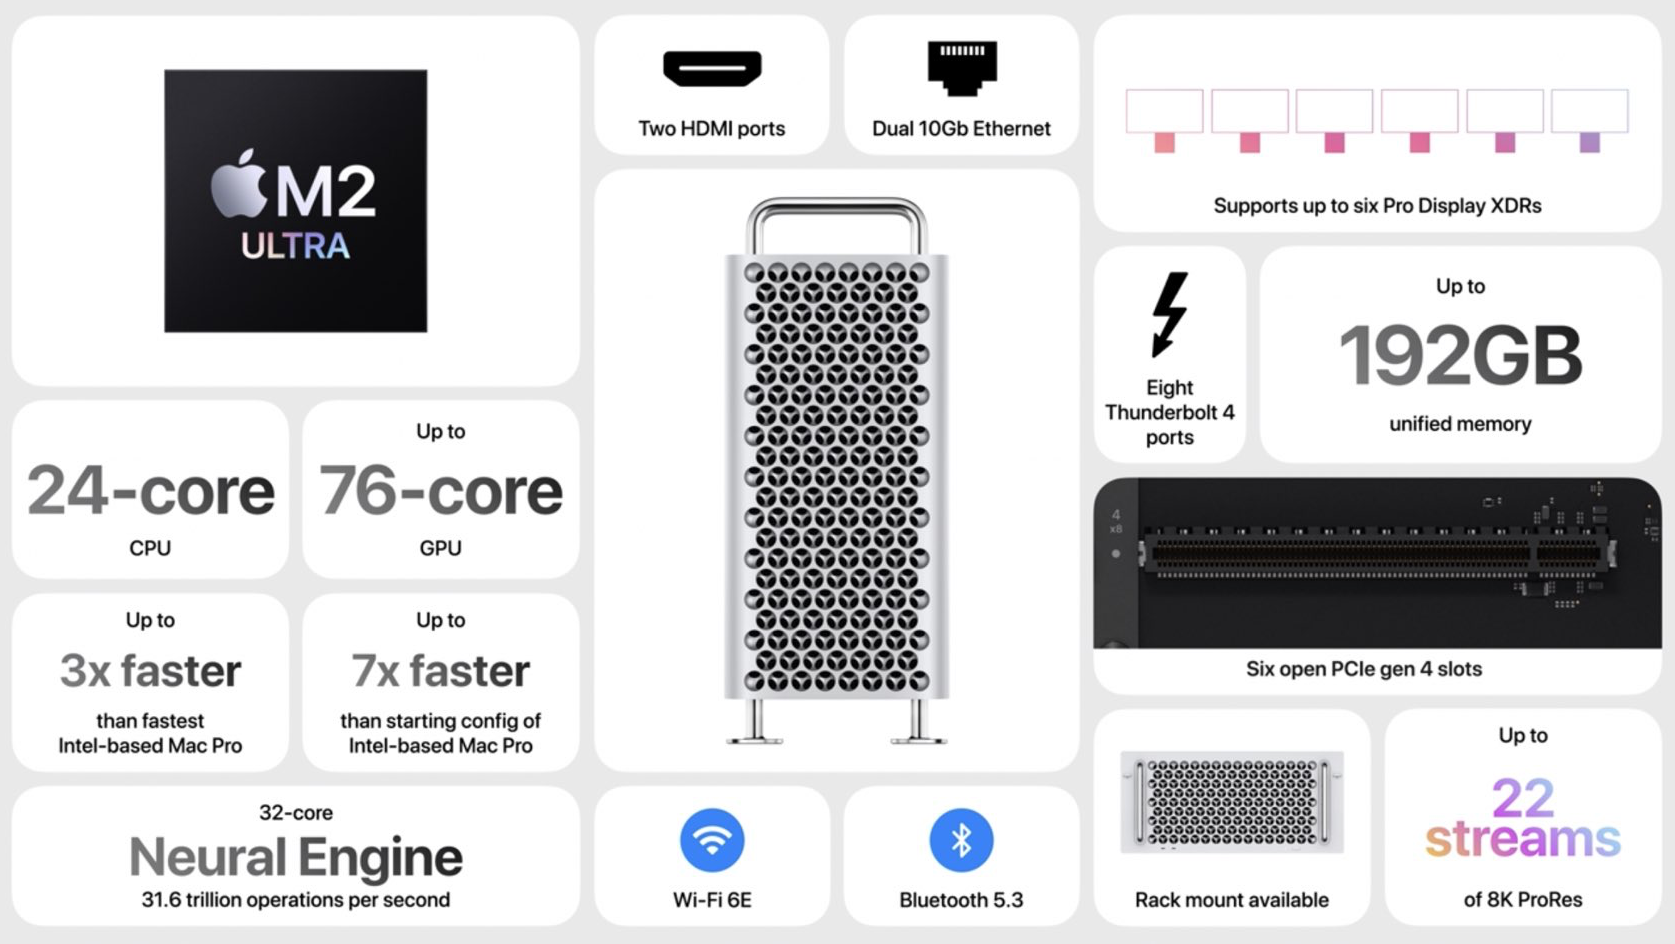 M2
ULTRA
24-core
CPU
Up to
76-core
GPU
Up to
3x faster
than fastest
Intel-based Mac Pro
Up to
7x faster
than starting config of
Intel-based Mac Pro
32-core
Neural Engine
31.6 trillion operations per second
Two HDMI ports
Dual 10Gb Ethernet
Wi-Fi 6E
Bluetooth 5.3
Supports up to six Pro Display XDRs
Eight
Thunderbolt 4
ports
Up to
192GB
unified memory
4
x8
Six open PCIe gen 4 slots
Rack mount available
Up to
22
streams
of 8K ProRes